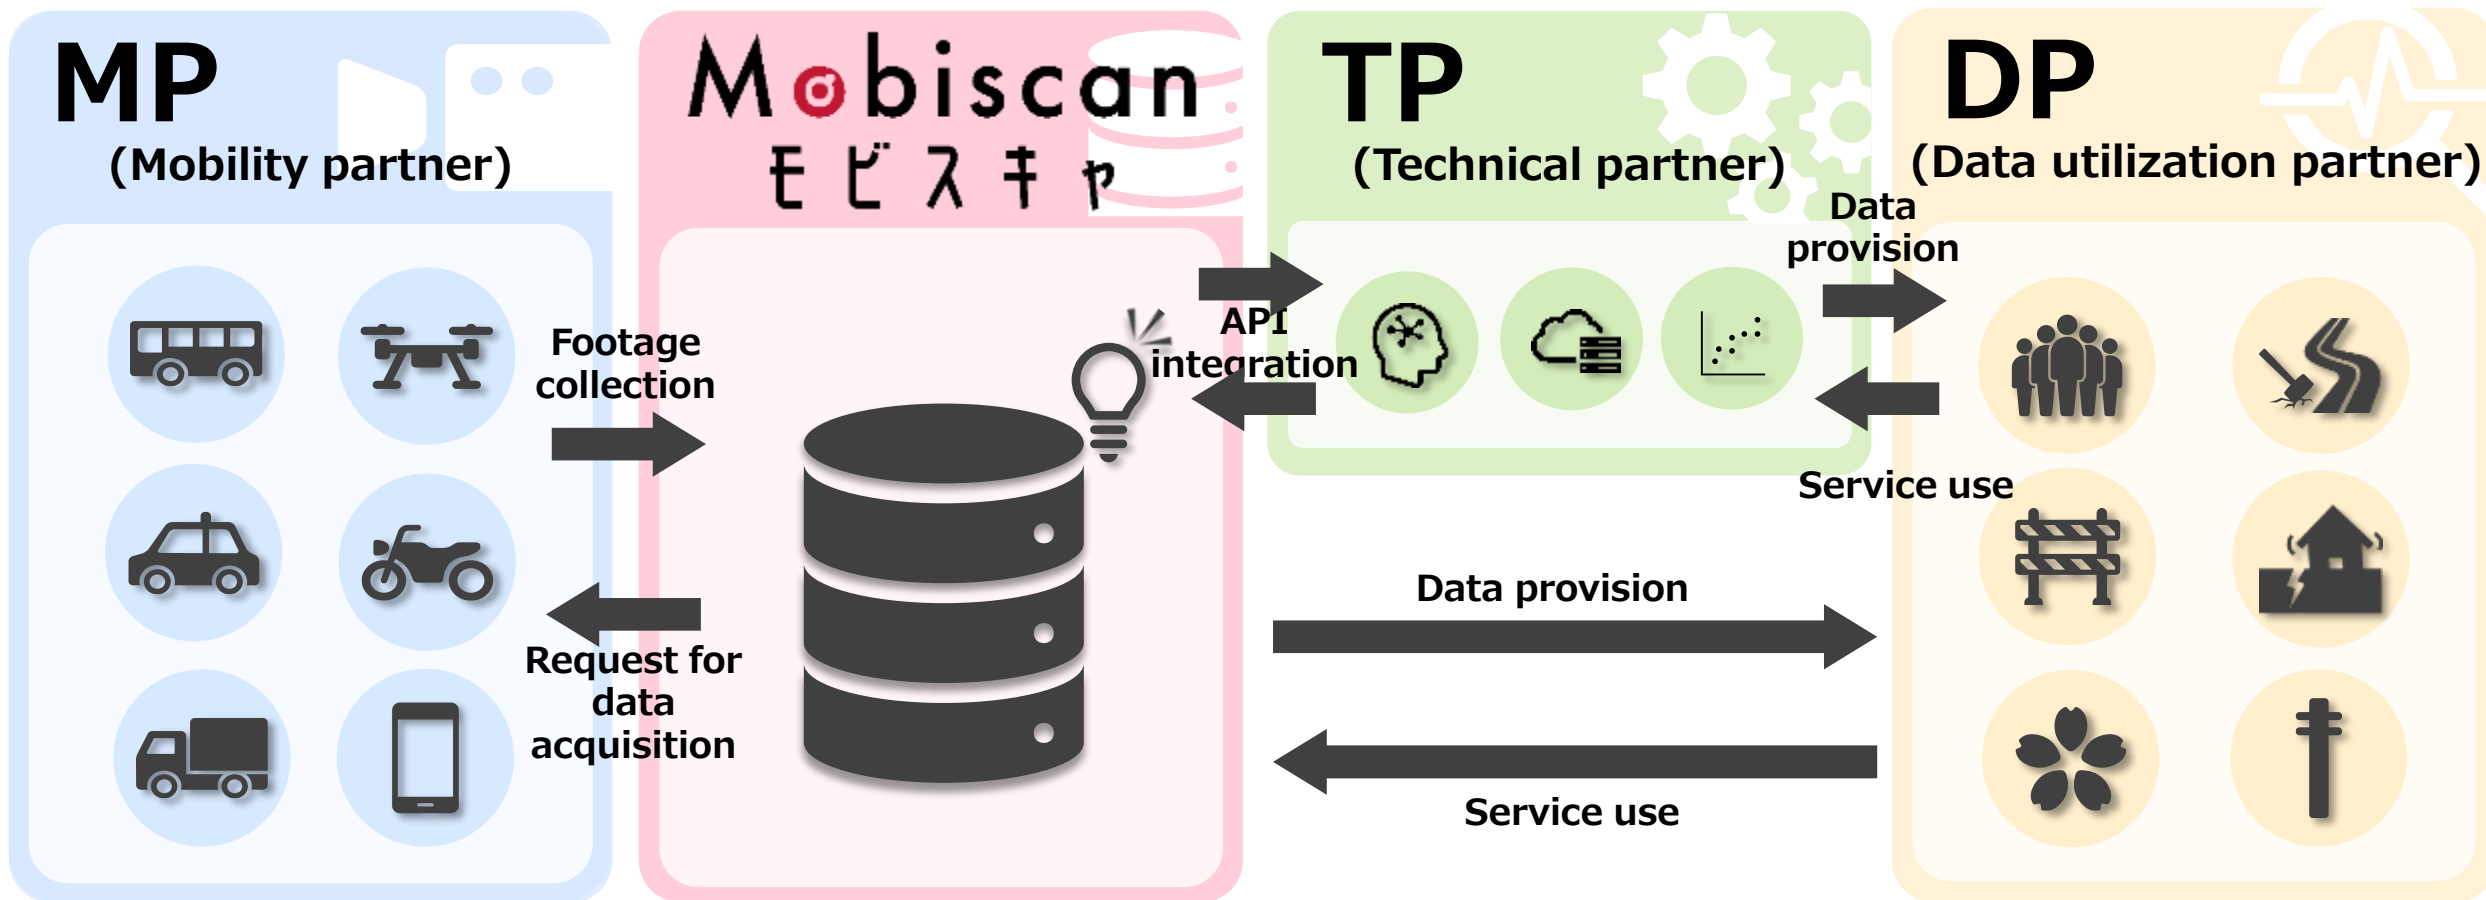 MP
(Mobility partner)
Mobiscan
モビスキャ
TP
(Technical partner)
DP
(Data utilization partner)
Footage
collection
Request for
data
acquisition
API
integration
Data
provision
Service use
Data provision
Service use